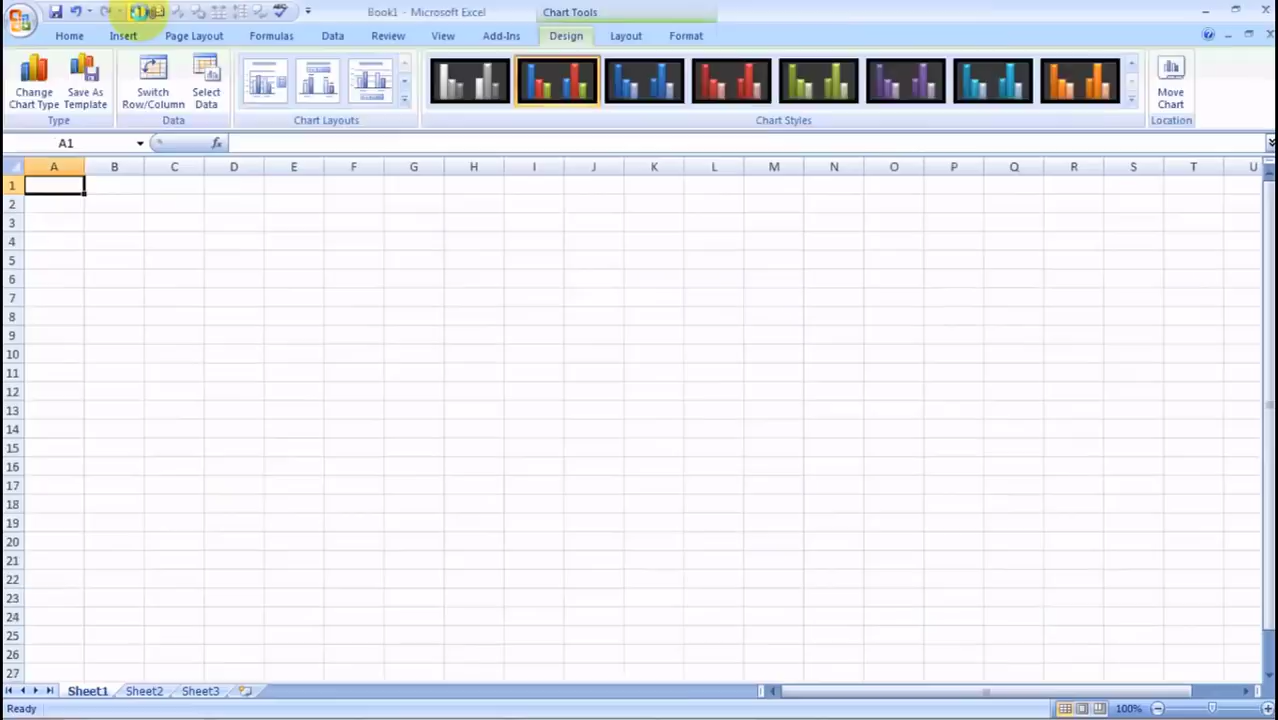 Book1 - Microsoft Excel
Chart Tools
Home Insert Page Layout Formulas Data Review View Add-Ins Design Layout Format
Change Chart Type
Save As Template
Switch Row/Column
Select Data
Move Chart
Type
Data
Chart Layouts
Chart Styles
Location
A1
fx
A B C D E F G H I J K L M N O P Q R S T U
1
2
3
4
5
6
7
8
9
10
11
12
13
14
15
16
17
18
19
20
21
22
23
24
25
26
27
Sheet1 Sheet2 Sheet3
Ready
100%